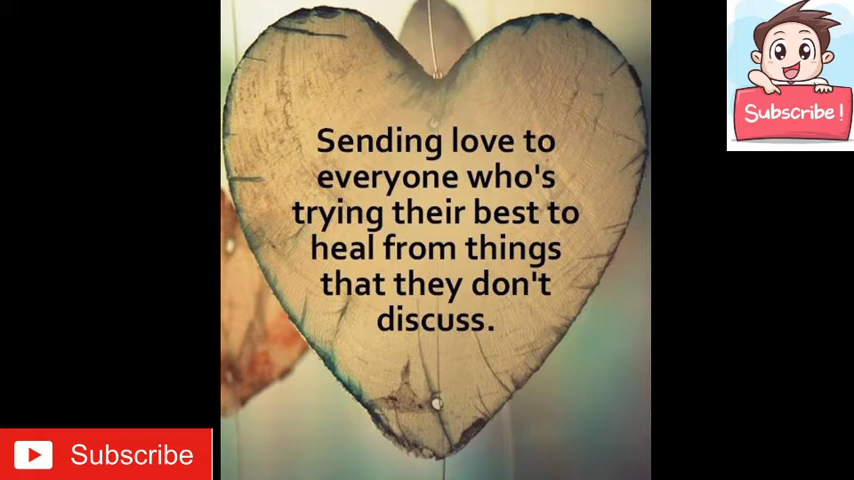 Subscribe!
Sending love to
everyone who's
trying their best to
heal from things
that they don't
discuss.
Subscribe